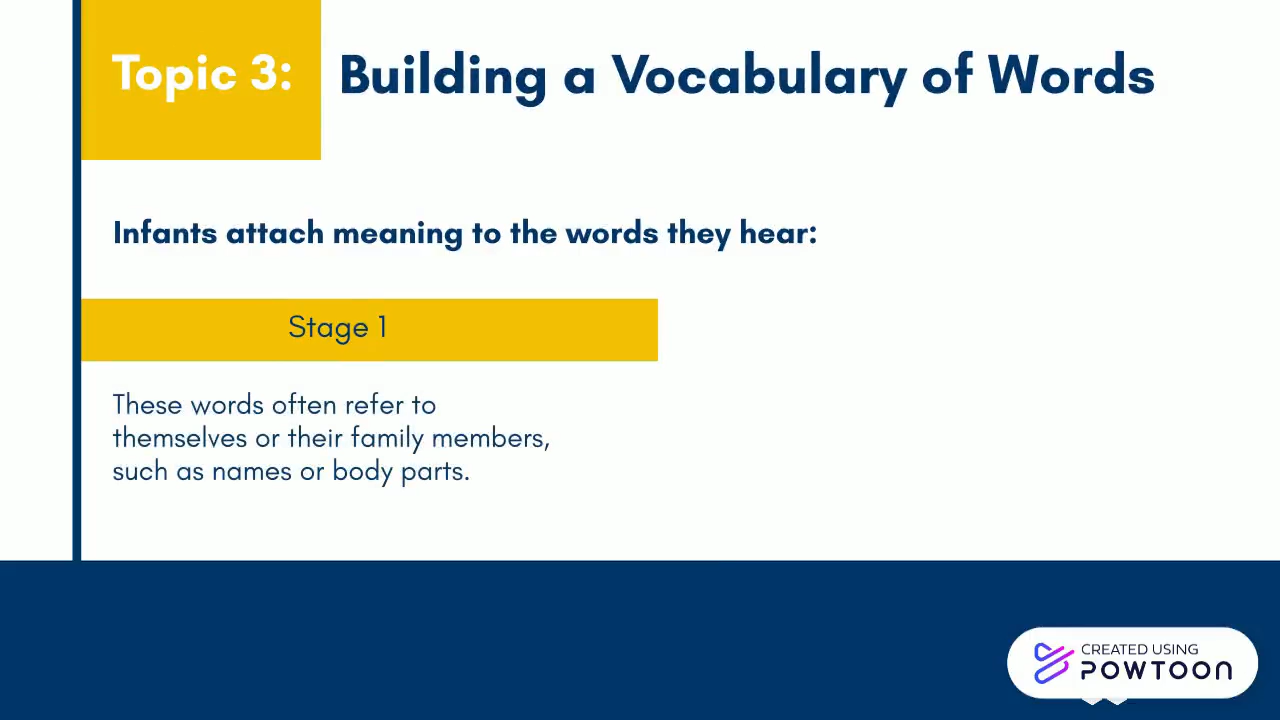 Topic 3: Building a Vocabulary of Words
Infants attach meaning to the words they hear:
Stage 1
These words often refer to
themselves or their family members,
such as names or body parts.
CREATED USING
POWTOON